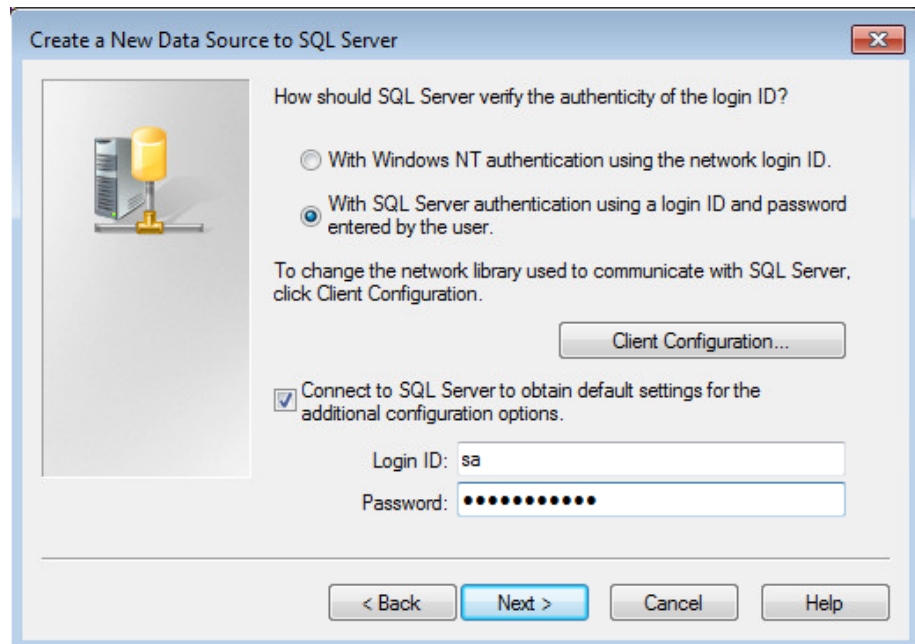 Create a New Data Source to SQL Server
How should SQL Server verify the authenticity of the login ID?
With Windows NT authentication using the network login ID.
With SQL Server authentication using a login ID and password
entered by the user.
To change the network library used to communicate with SQL Server,
click Client Configuration.
Client Configuration...
Connect to SQL Server to obtain default settings for the
additional configuration options.
Login ID: sa
Password: ●●●●●●●●●●●
< Back Next > Cancel Help